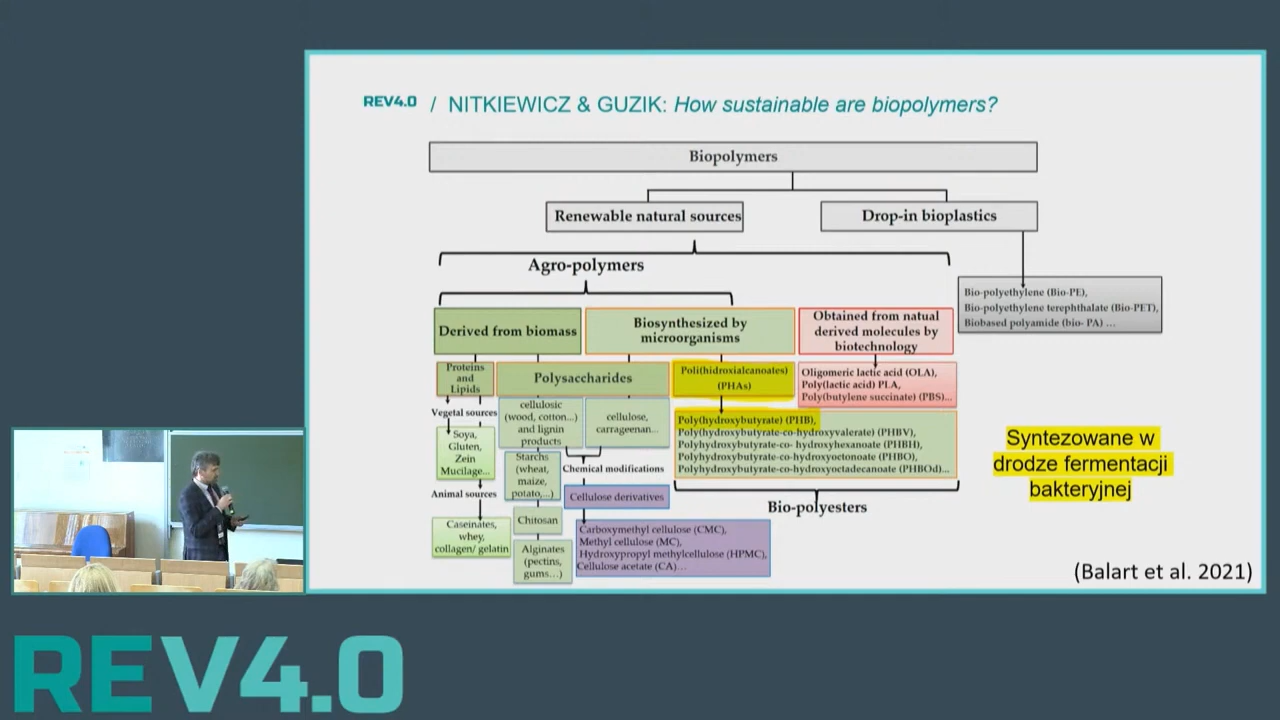 REV4.0 / NITKIEWICZ & GUZIK: How sustainable are biopolymers?
Biopolymers
Renewable natural sources
Drop-in bioplastics
Agro-polymers
Bio-polyethylene (Bio-PE),
Bio-polyethylene terephthalate (Bio-PET),
Biobased polyamide (bio- PA) ...
Derived from biomass
Biosynthesized by
microorganisms
Obtained from natual
derived molecules by
biotechnology
Proteins
and
Lipids
Polysaccharides
Poli(hidroxialcanoates)
(PHAs)
Oligomeric lactic acid (OLA),
Poly(lactic acid) PLA,
Poly(butylene succinate) (PBS)...
Vegetal sources
Soya,
Gluten,
Zein
Mucilage...
Animal sources
Caseinates,
whey,
collagen/ gelatin
cellulosic
(wood, cotton...)
and lignin
products
Starchs
(wheat,
maize,
potato,...)
Chitosan
Alginates
(pectins,
gums...)
cellulose,
carrageenan...
Chemical modifications
Cellulose derivatives
Carboxymethyl cellulose (CMC),
Methyl cellulose (MC),
Hydroxypropyl methylcellulose (HPMC),
Cellulose acetate (CA)...
Poly(hydroxybutyrate) (PHB),
Poly(hydroxybutyrate-co-hydroxyvalerate) (PHBV),
Polyhydroxybutyrate-co- hydroxyhexanoate (PHBH),
Polyhydroxybutyrate-co-hydroxyoctonoate (PHBO),
Polyhydroxybutyrate-co-hydroxyoctadecanoate (PHBOd)...
Bio-polyesters
Syntezowane w
drodze fermentacji
bakteryjnej
(Balart et al. 2021)
REV4.0